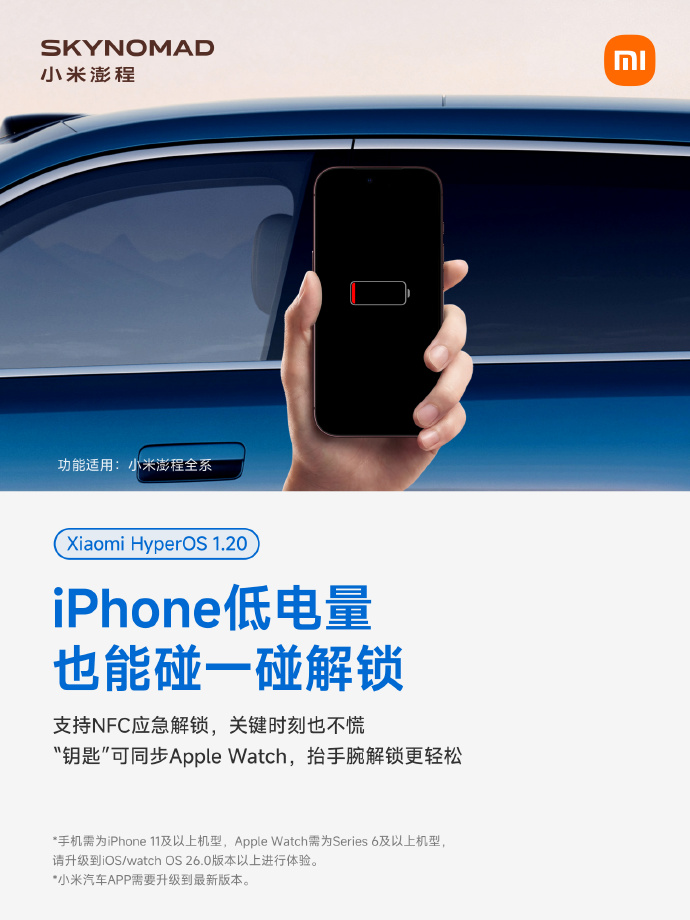 SKYNOMAD
小米澎程
功能适用：小米澎程全系
Xiaomi HyperOS 1.20
iPhone低电量
也能碰一碰解锁
支持NFC应急解锁，关键时刻也不慌
“钥匙”可同步Apple Watch，抬手腕解锁更轻松
*手机需为iPhone 11及以上机型，Apple Watch需为Series 6及以上机型，
请升级到iOS/watch OS 26.0版本以上进行体验。
*小米汽车APP需要升级到最新版本。